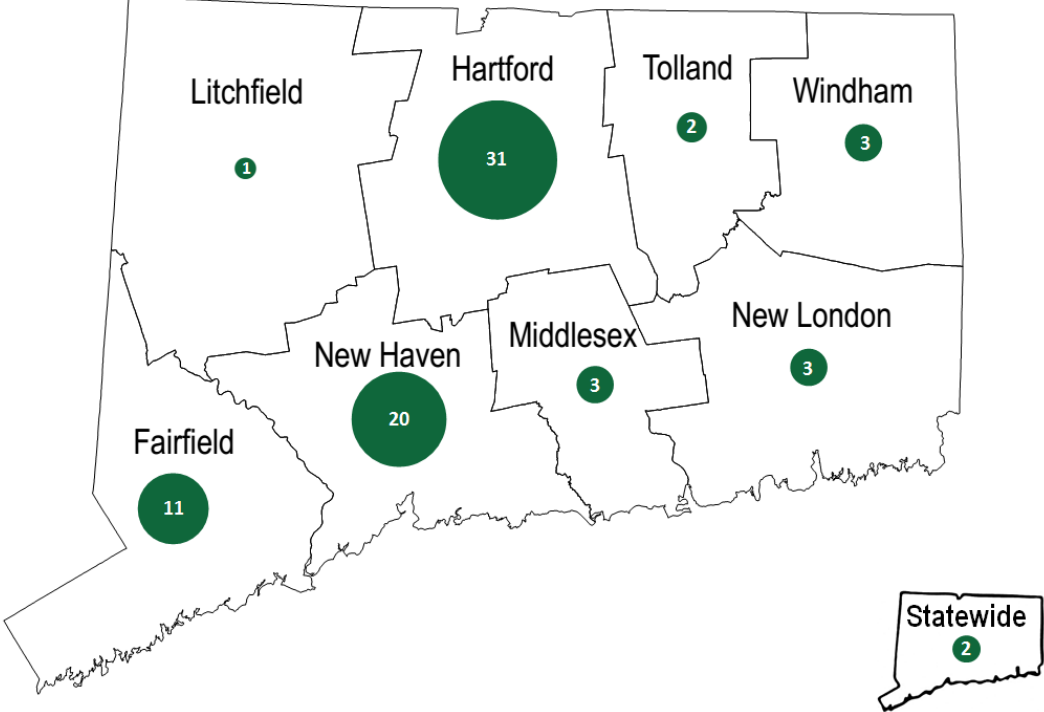 Litchfield
1
Hartford
31
Tolland
2
Windham
3
New Haven
20
Middlesex
3
New London
3
Fairfield
11
Statewide
2